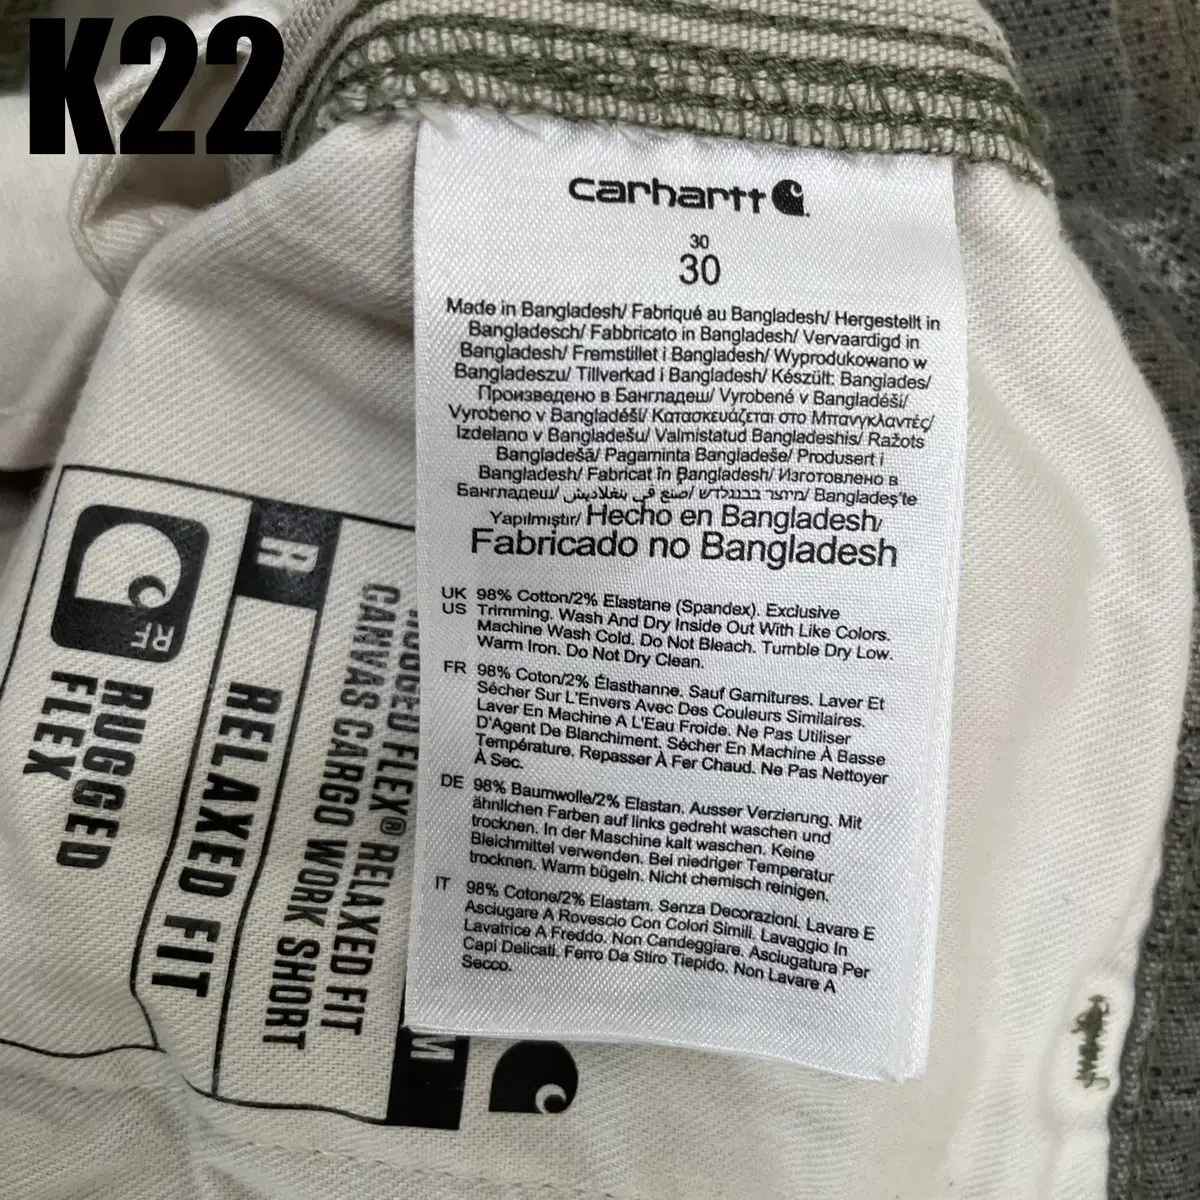 K22
carhartt
30
30
Made in Bangladesh/ Fabriqué au Bangladesh/ Hergestellt in
Bangladesch/ Fabbricato in Bangladesh/ Vervaardigd in
Bangladesh/ Fremstillet i Bangladesh/ Wyprodukowano w
Bangladeszu/ Tillverkad i Bangladesh/ Készült: Banglades/
Произведено в Бангладеш/ Vyrobené v Bangladéši/
Vyrobeno v Bangladéši/ Κατασκευάζεται στο Μπανγκλαντές/
Izdelano v Bangladešu/ Valmistatud Bangladeshis/ Ražots
Bangladešā/ Pagaminta Bangladeše/ Produsert i
Bangladesh/ Fabricat în Bangladesh/ Изготовлено в
Бангладеш/ صنع في بنغلاديش/ מיוצר בבנגלדש/ Bangladeş'te
Yapılmıştır/ Hecho en Bangladesh/
Fabricado no Bangladesh
UK 98% Cotton/2% Elastane (Spandex). Exclusive
US Trimming. Wash And Dry Inside Out With Like Colors.
Machine Wash Cold. Do Not Bleach. Tumble Dry Low.
Warm Iron. Do Not Dry Clean.
FR 98% Coton/2% Élasthanne. Sauf Garnitures. Laver Et
Sécher Sur L'Envers Avec Des Couleurs Similaires.
Laver En Machine A L'Eau Froide. Ne Pas Utiliser
D'Agent De Blanchiment. Sécher En Machine À Basse
Température. Repasser À Fer Chaud. Ne Pas Nettoyer
À Sec.
DE 98% Baumwolle/2% Elastan. Ausser Verzierung. Mit
ähnlichen Farben auf links gedreht waschen und
trocknen. In der Maschine kalt waschen. Keine
Bleichmittel verwenden. Bei niedriger Temperatur
trocknen. Warm bügeln. Nicht chemisch reinigen.
IT 98% Cotone/2% Elastam. Senza Decorazioni. Lavare E
Asciugare A Rovescio Con Colori Simili. Lavaggio In
Lavatrice A Freddo. Non Candeggiare. Asciugatura Per
Capi Delicati. Ferro Da Stiro Tiepido. Non Lavare A
Secco.
RF
RUGGED
FLEX
R
RELAXED FIT
RUGGED FLEX® RELAXED FIT
CANVAS CARGO WORK SHORT
M